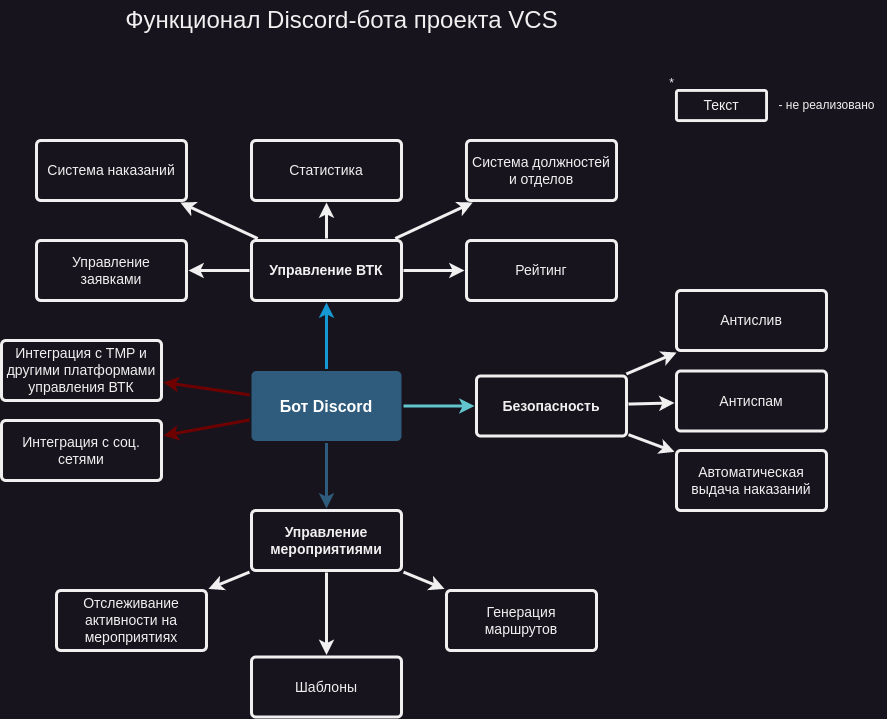 Функционал Discord-бота проекта VCS
*
Текст - не реализовано
Система наказаний
Статистика
Система должностей
и отделов
Управление
заявками
Управление ВТК
Рейтинг
Интеграция с TMP и
другими платформами
управления ВТК
Интеграция с соц.
сетями
Бот Discord
Безопасность
Антислив
Антиспам
Автоматическая
выдача наказаний
Управление
мероприятиями
Отслеживание
активности на
мероприятиях
Шаблоны
Генерация
маршрутов